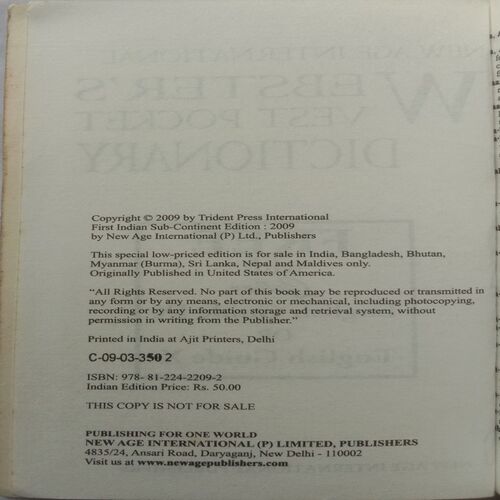 Copyright © 2009 by Trident Press International
First Indian Sub-Continent Edition : 2009
by New Age International (P) Ltd., Publishers
This special low-priced edition is for sale in India, Bangladesh, Bhutan,
Myanmar (Burma), Sri Lanka, Nepal and Maldives only.
Originally Published in United States of America.
“All Rights Reserved. No part of this book may be reproduced or transmitted in
any form or by any means, electronic or mechanical, including photocopying,
recording or by any information storage and retrieval system, without
permission in writing from the Publisher.”
Printed in India at Ajit Printers, Delhi
C-09-03-350 2
ISBN: 978- 81-224-2209-2
Indian Edition Price: Rs. 50.00
THIS COPY IS NOT FOR SALE
PUBLISHING FOR ONE WORLD
NEW AGE INTERNATIONAL (P) LIMITED, PUBLISHERS
4835/24, Ansari Road, Daryaganj, New Delhi - 110002
Visit us at www.newagepublishers.com